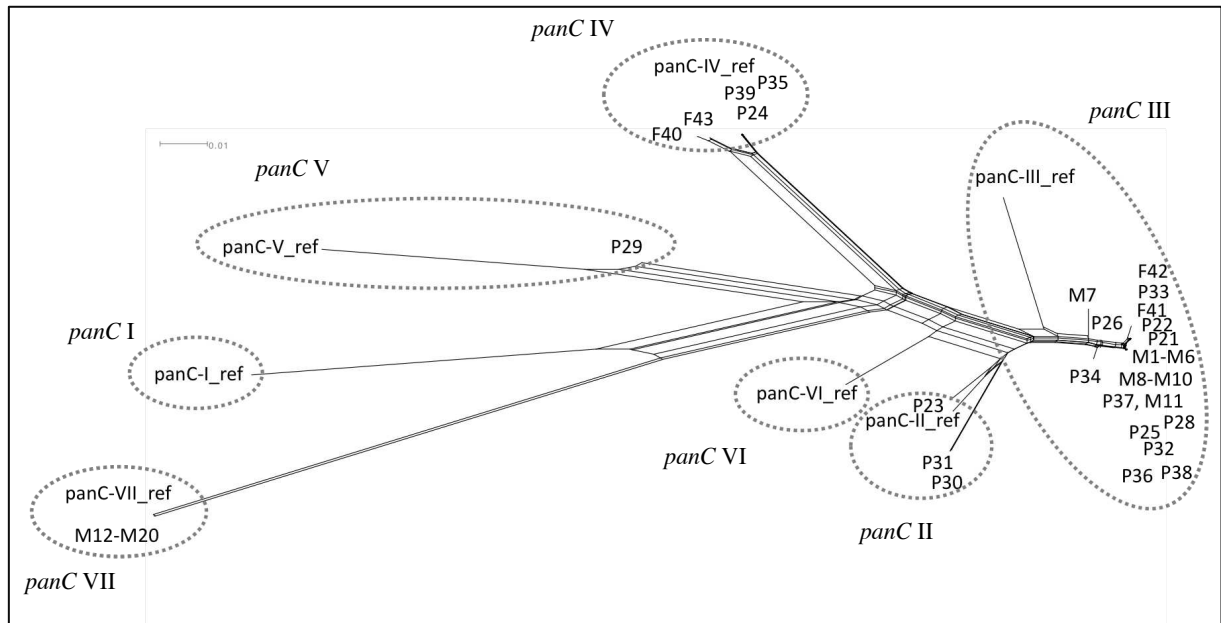 panC IV
panC-IV_ref
P35
P39
P24
F43
F40
panC III
panC-III_ref
F42
P33
M7
F41
P26
P22
P21
M1-M6
P34
M8-M10
P37, M11
P28
P25
P32
P36
P38
0.01
panC V
panC-V_ref
P29
panC I
panC-I_ref
panC-VI_ref
panC VI
P23
panC-II_ref
P31
P30
panC II
panC-VII_ref
M12-M20
panC VII